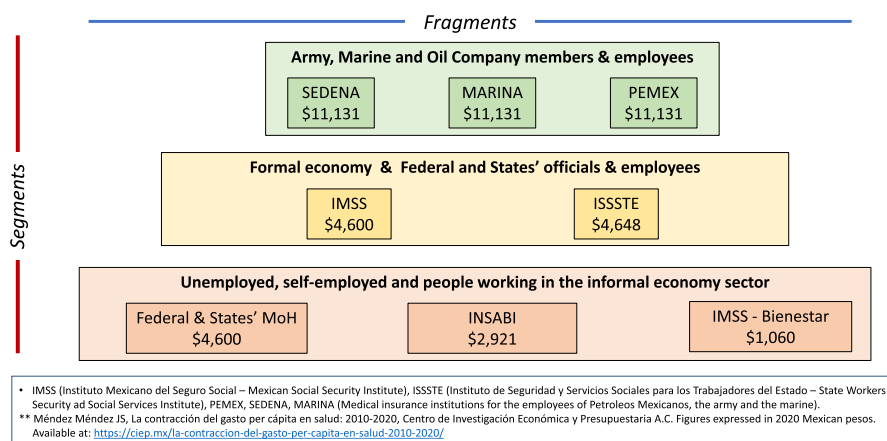 Fragments
Segments
Army, Marine and Oil Company members & employees
SEDENA
$11,131
MARINA
$11,131
PEMEX
$11,131
Formal economy & Federal and States' officials & employees
IMSS
$4,600
ISSSTE
$4,648
Unemployed, self-employed and people working in the informal economy sector
Federal & States' MoH
$4,600
INSABI
$2,921
IMSS - Bienestar
$1,060
• IMSS (Instituto Mexicano del Seguro Social – Mexican Social Security Institute), ISSSTE (Instituto de Seguridad y Servicios Sociales para los Trabajadores del Estado – State Workers
Security ad Social Services Institute), PEMEX, SEDENA, MARINA (Medical insurance institutions for the employees of Petroleos Mexicanos, the army and the marine).
** Méndez Méndez JS, La contracción del gasto per cápita en salud: 2010-2020, Centro de Investigación Económica y Presupuestaria A.C. Figures expressed in 2020 Mexican pesos.
Available at: https://ciep.mx/la-contraccion-del-gasto-per-capita-en-salud-2010-2020/